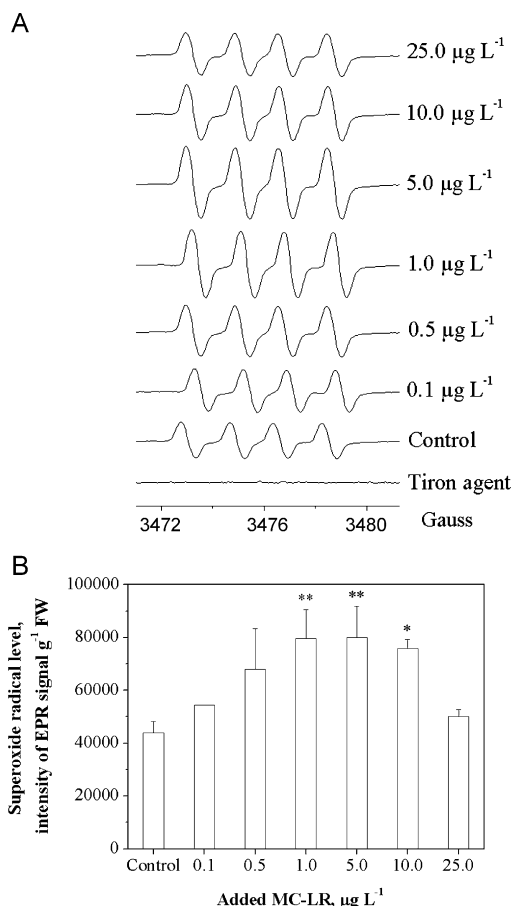 A
25.0 µg L⁻¹
10.0 µg L⁻¹
5.0 µg L⁻¹
1.0 µg L⁻¹
0.5 µg L⁻¹
0.1 µg L⁻¹
Control
Tiron agent
3472 3476 3480 Gauss
B
Superoxide radical level,
intensity of EPR signal g⁻¹ FW
100000
80000
60000
40000
20000
0
** ** *
Control 0.1 0.5 1.0 5.0 10.0 25.0
Added MC-LR, µg L⁻¹